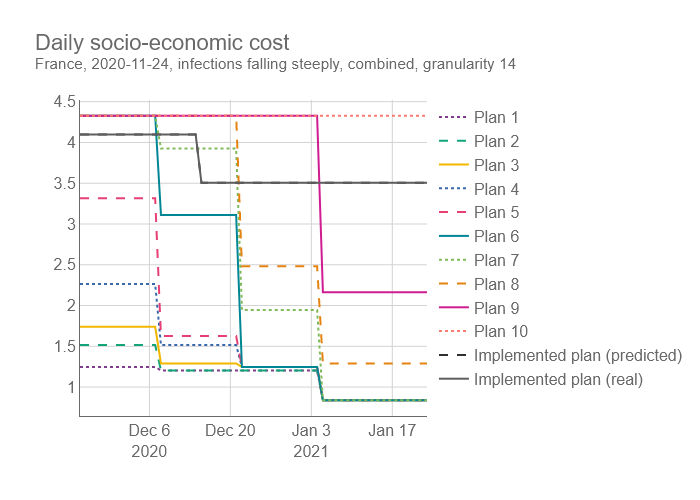 Daily socio-economic cost
France, 2020-11-24, infections falling steeply, combined, granularity 14
4.5
4
3.5
3
2.5
2
1.5
1
Dec 6
2020
Dec 20
Jan 3
2021
Jan 17
Plan 1
Plan 2
Plan 3
Plan 4
Plan 5
Plan 6
Plan 7
Plan 8
Plan 9
Plan 10
Implemented plan (predicted)
Implemented plan (real)